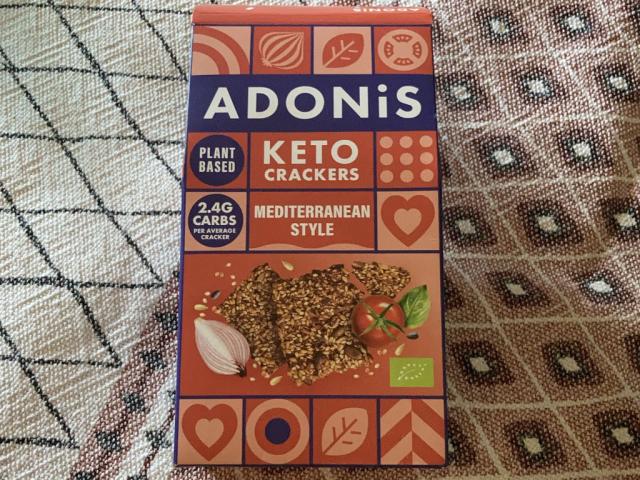 ADONiS
PLANT
BASED
KETO
CRACKERS
2.4G
CARBS
PER AVERAGE
CRACKER
MEDITERRANEAN
STYLE